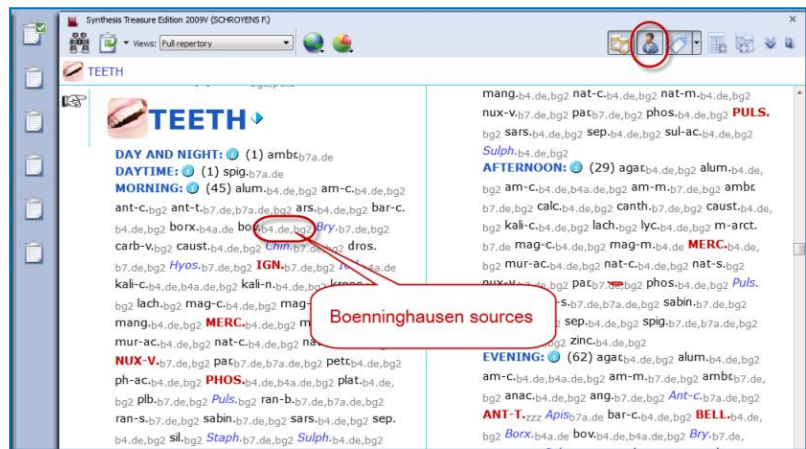 Synthesis Treasure Edition 2009V (SCHROYENS F.)
Views: Full repertory
TEETH
TEETH
DAY AND NIGHT: (1) ambr.b7a.de
DAYTIME: (1) spig.b7a.de
MORNING: (45) alum.b4.de,bg2 am-c.b4.de,bg2
ant-c.bg2 ant-t.b7.de,b7a.de,bg2 ars.b4.de,bg2 bar-c.
b4.de,bg2 borx.b4a.de bov.b4.de,bg2 Bry.b7.de,bg2
carb-v.bg2 caust.b4.de,bg2 Chin.b7.de,bg2 dros.
b7.de,bg2 Hyos.b7.de,bg2 IGN.b7.de,bg2
kali-c.b4.de,b4a.de,bg2 kali-n.b4.de,bg2
bg2 lach.bg2 mag-c.b4.de,bg2
mang.b4.de,bg2 MERC.b4.de,bg2
mur-ac.b4.de,bg2 nat-c.b4.de,bg2
NUX-V.b7.de,bg2 par.b7.de,b7a.de,bg2 petr.b4.de,bg2
ph-ac.b4.de,bg2 PHOS.b4.de,b4a.de,bg2 plat.b4.de,
bg2 plb.b7.de,bg2 Puls.bg2 ran-b.b7.de,b7a.de,bg2
ran-s.b7.de,bg2 sabin.b7.de,bg2 sars.b4.de,bg2 sep.
b4.de,bg2 sil.bg2 Staph.b7.de,bg2 Sulph.b4.de,bg2
Boenninghausen sources
mang.b4.de,bg2 nat-c.b4.de,bg2 nat-m.b4.de,bg2
nux-v.b7.de,bg2 par.b7.de,bg2 phos.b4.de,bg2 PULS.
bg2 sars.b4.de,bg2 sep.b4.de,bg2 sul-ac.b4.de,bg2
Sulph.b4.de,bg2
AFTERNOON: (29) agar.b4.de,bg2 alum.b4.de,
bg2 am-c.b4.de,b4a.de,bg2 am-m.b7.de,bg2 ambr.
b7.de,bg2 calc.b4.de,bg2 canth.b7.de,bg2 caust.b4.de,
bg2 kali-c.b4.de,bg2 lach.bg2 lyc.b4.de,bg2 m-arct.
b7.de mag-c.b4.de,bg2 mag-m.b4.de MERC.b4.de,
bg2 mur-ac.b4.de,bg2 nat-c.b4.de,bg2 nat-s.bg2
bg2 par.b7.de,bg2 phos.b4.de,bg2 Puls.
b7.de,b7a.de,bg2 sabin.b7.de,bg2
sep.b4.de,bg2 spig.b7.de,b7a.de,bg2
zinc.b4.de,bg2
EVENING: (62) agar.b4.de,bg2 alum.b4.de,bg2
am-c.b4.de,b4a.de,bg2 am-m.b7.de,bg2 ambr.b7.de,
bg2 anac.b4.de,bg2 ang.b7.de,bg2 Ant-c.b7a.de,bg2
ANT-T.zzz Apisb7a.de bar-c.b4.de,bg2 BELL.b4.de,
bg2 Borx.b4a.de bov.b4.de,b4a.de,bg2 Bry.b7.de,